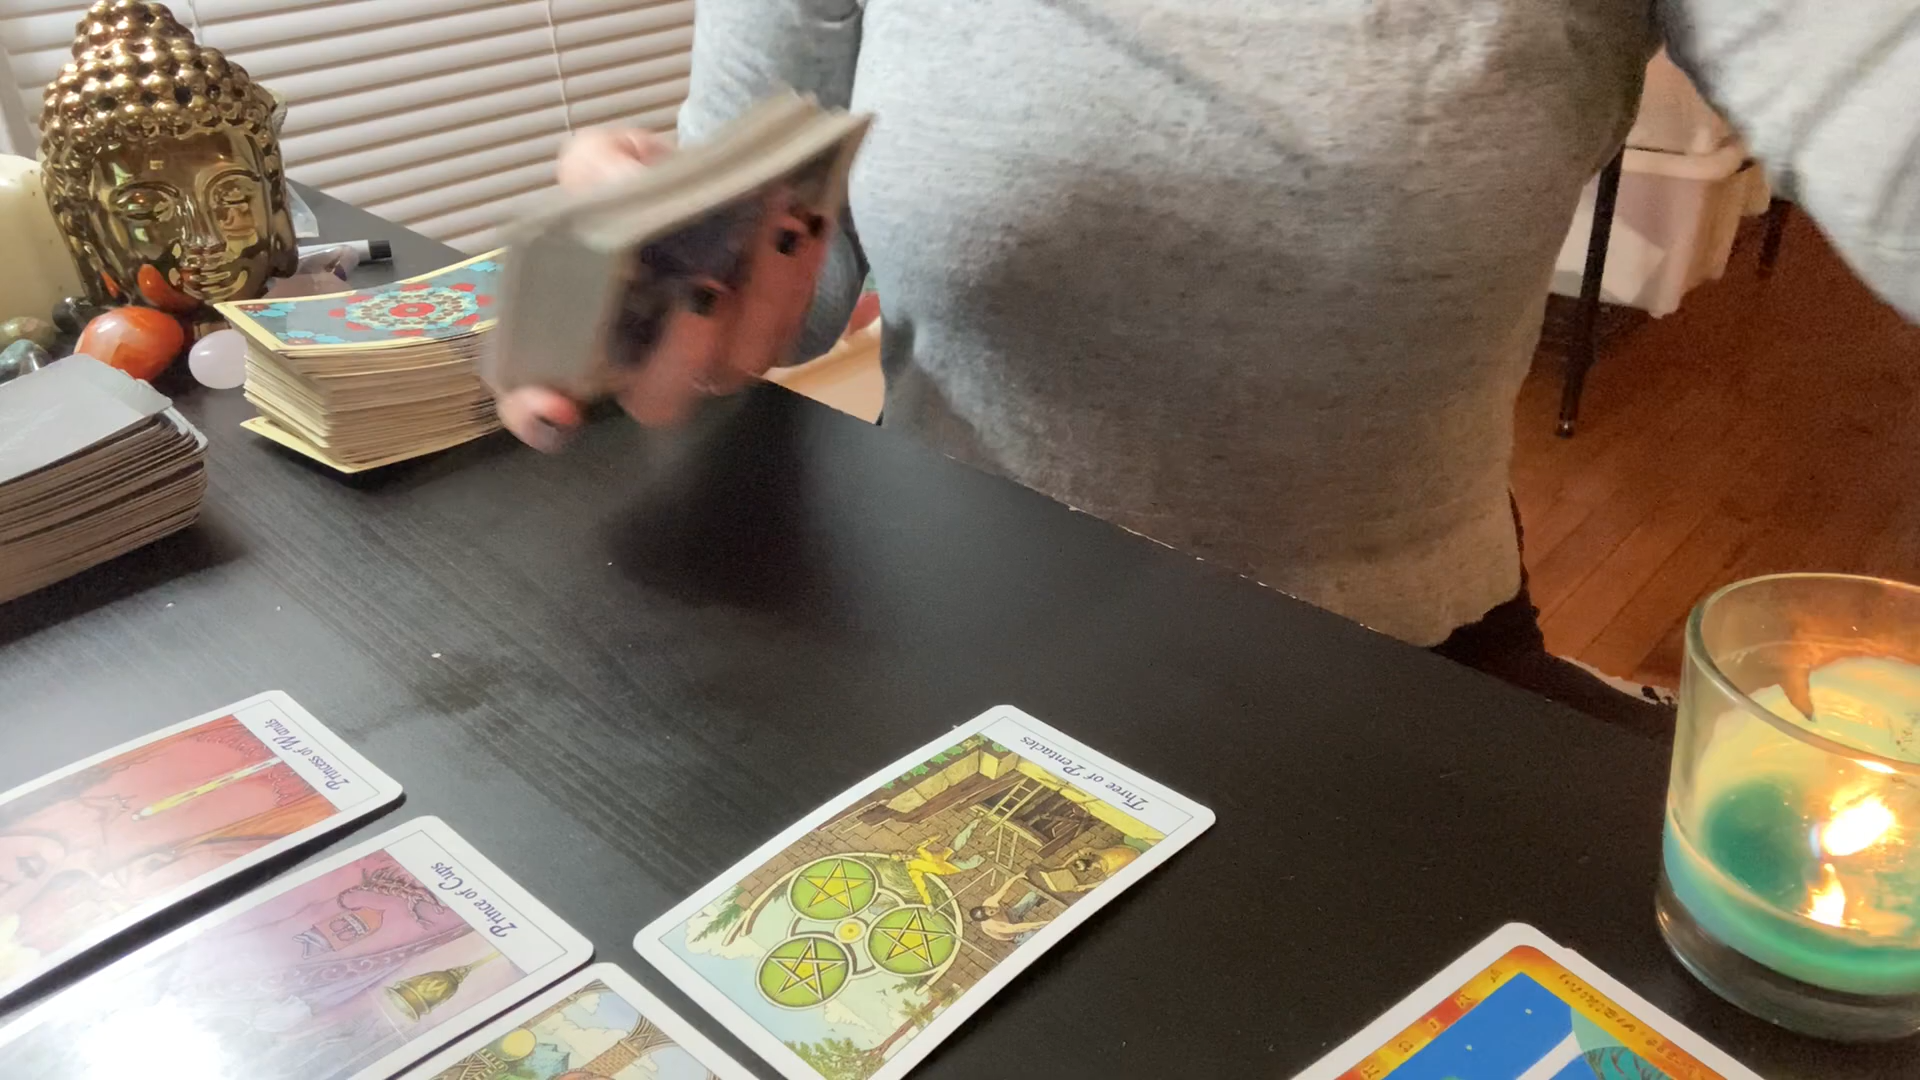 Princess of Wands
Prince of Cups
Three of Pentacles